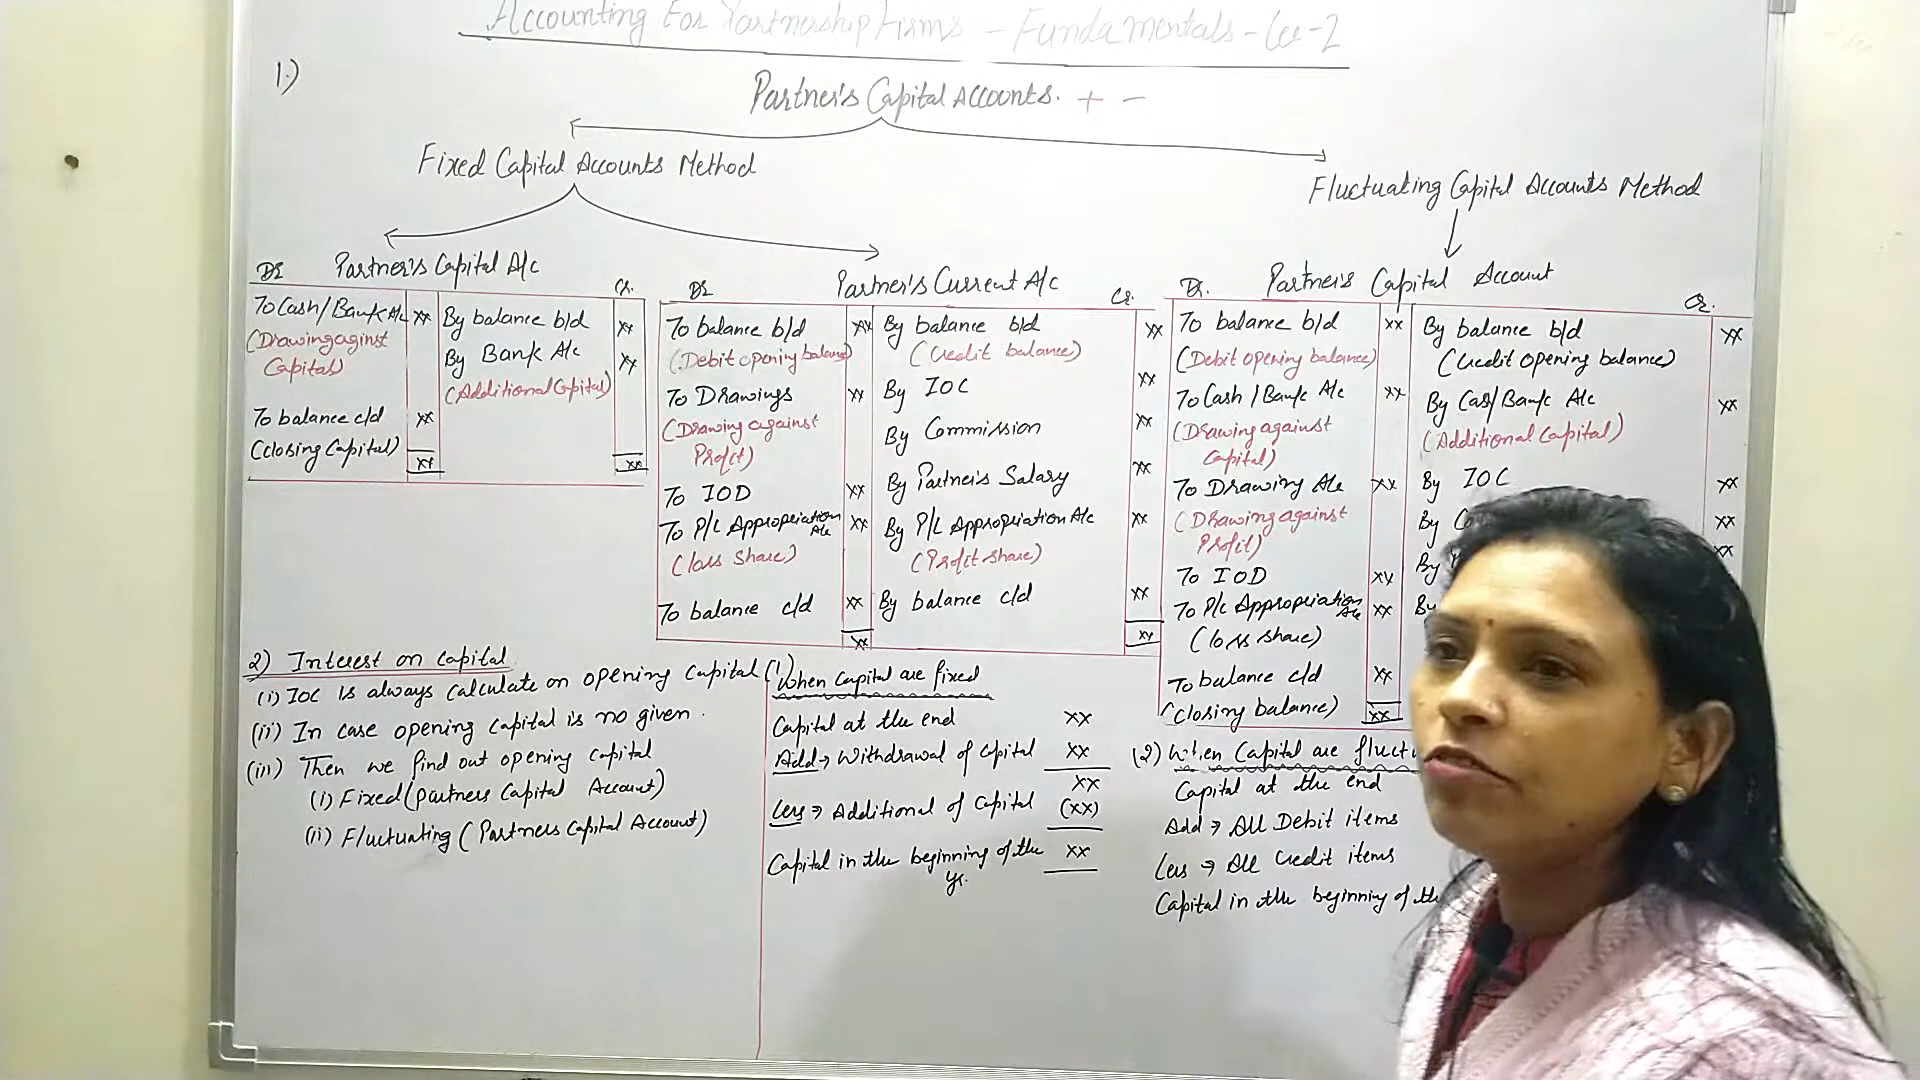 Accounting For Partnership Firms - Fundamentals - Lec-2
1.)
Partner's Capital Accounts. + -
Fixed Capital Accounts Method
Fluctuating Capital Accounts Method
Dr Partner's Capital A/c Cr.
To Cash/Bank A/c xx By balance b/d xx
(Drawing aginst
Capital)
By Bank A/c xx
(Additional Capital)
To balance c/d xx
(Closing Capital)
xx xx
Dr Partner's Current A/c Cr.
To balance b/d xx By balance b/d xx
(Debit opening balance) (Credit balance)
To Drawings xx By IOC xx
(Drawing against
Profit)
By Commission xx
By Partner's Salary xx
To IOD xx
To P/L Appropriation A/c xx By P/L Appropriation A/c xx
(loss share) (Profit share)
To balance c/d xx By balance c/d xx
xx xx
Dr. Partner's Capital Account Cr.
To balance b/d xx By balance b/d xx
(Debit opening balance) (Credit opening balance)
To Cash / Bank A/c xx By Cas/Bank A/c xx
(Drawing against
Capital)
(Additional Capital)
To Drawing A/c xx By IOC xx
(Drawing against
Profit)
By xx
By xx
To IOD xx
To P/L Appropriation A/c xx By
(loss share)
To balance c/d xx
(closing balance) xx
2) Interest on capital
(i) IOC is always calculate on opening capital
(ii) In case opening capital is no given.
(iii) Then we find out opening capital
(i) Fixed (partners Capital Account)
(ii) Fluctuating (Partners Capital Account)
(1) When Capital are fixed
Capital at the end xx
Add → Withdrawal of capital xx
xx
Less → Additional of Capital (xx)
Capital in the beginning of the xx
yr.
(2) When Capital are fluctu
Capital at the end
Add → All Debit items
Less → All Credit items
Capital in the beginning of the